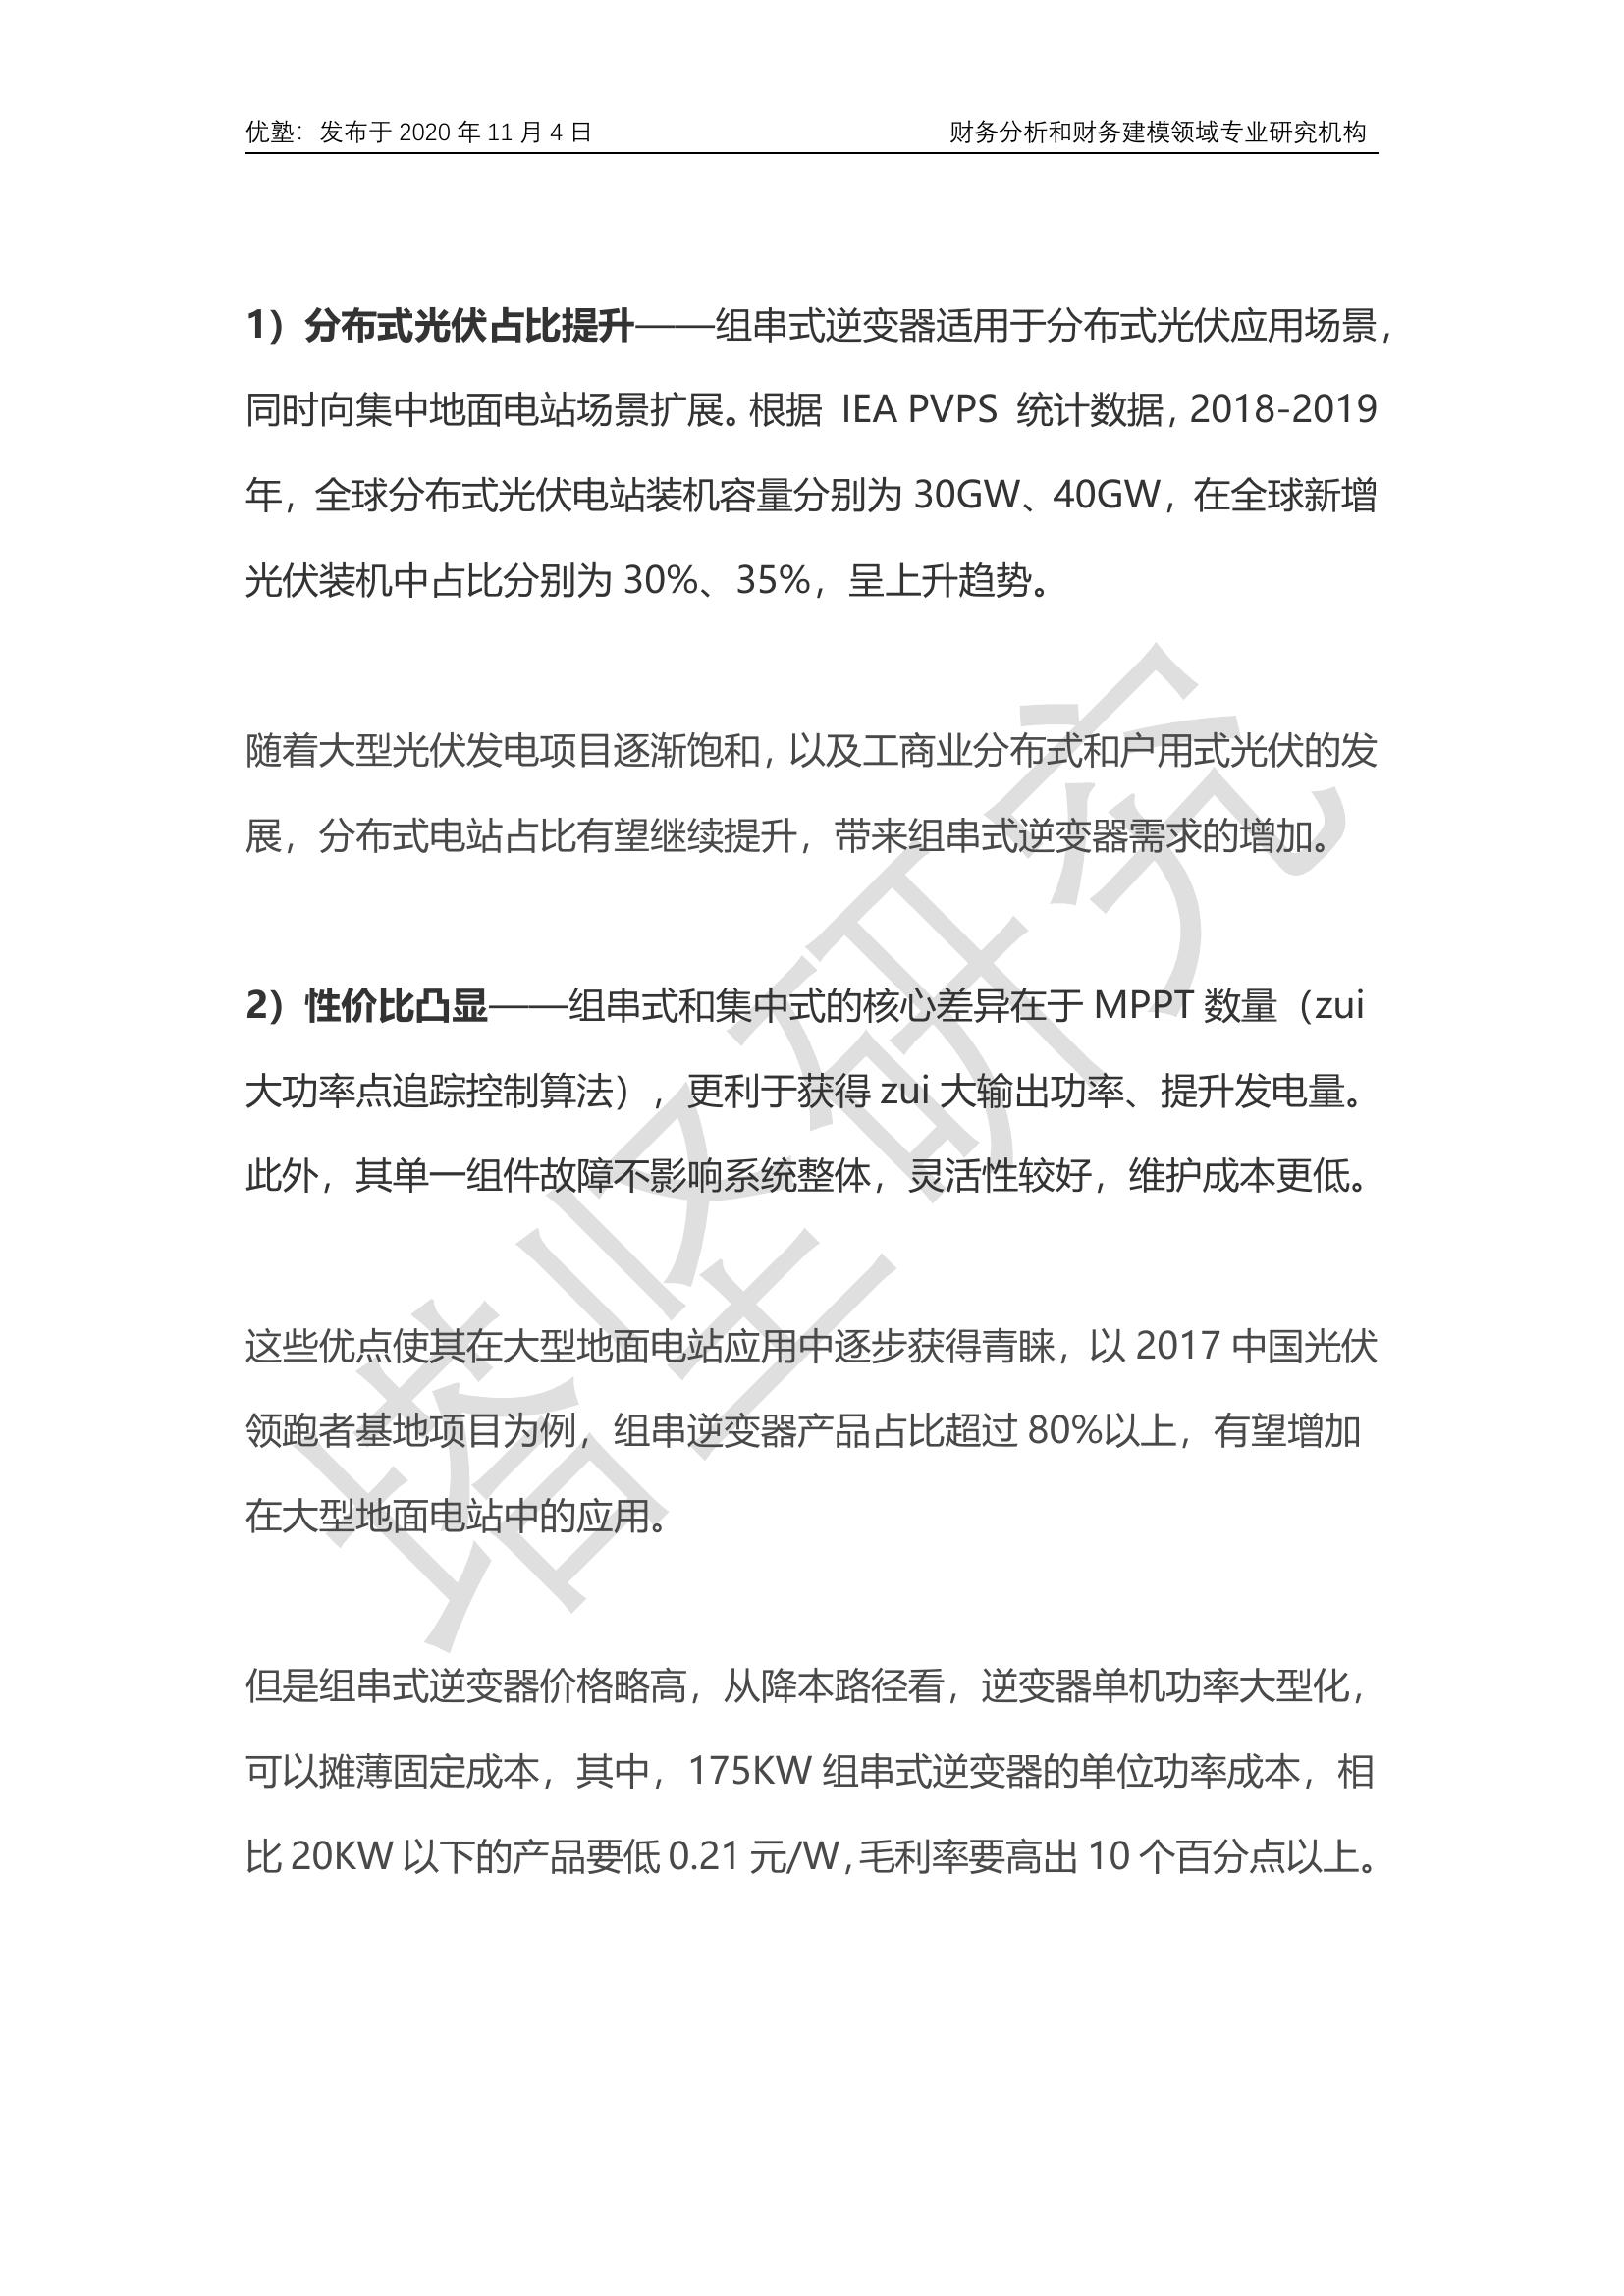 优塾：发布于 2020 年 11 月 4 日
财务分析和财务建模领域专业研究机构
1）分布式光伏占比提升——组串式逆变器适用于分布式光伏应用场景，
同时向集中地面电站场景扩展。根据 IEA PVPS 统计数据，2018-2019
年，全球分布式光伏电站装机容量分别为 30GW、40GW，在全球新增
光伏装机中占比分别为 30%、35%，呈上升趋势。
随着大型光伏发电项目逐渐饱和，以及工商业分布式和户用式光伏的发
展，分布式电站占比有望继续提升，带来组串式逆变器需求的增加。
2）性价比凸显——组串式和集中式的核心差异在于 MPPT 数量（zui
大功率点追踪控制算法），更利于获得 zui 大输出功率、提升发电量。
此外，其单一组件故障不影响系统整体，灵活性较好，维护成本更低。
这些优点使其在大型地面电站应用中逐步获得青睐，以 2017 中国光伏
领跑者基地项目为例，组串逆变器产品占比超过 80%以上，有望增加
在大型地面电站中的应用。
但是组串式逆变器价格略高，从降本路径看，逆变器单机功率大型化，
可以摊薄固定成本，其中，175KW 组串式逆变器的单位功率成本，相
比 20KW 以下的产品要低 0.21 元/W，毛利率要高出 10 个百分点以上。
塔坚研究